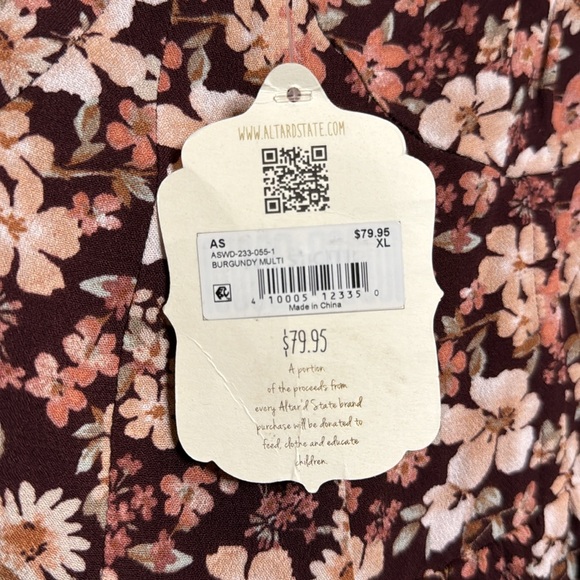 WWW.ALTARDSTATE.COM
AS $79.95
ASWD-233-055-1 XL
BURGUNDY MULTI
4 10005 12335 0
Made in China
$79.95
A portion
of the proceeds from
every Altar'd State brand
purchase will be donated to
feed, clothe and educate
children.